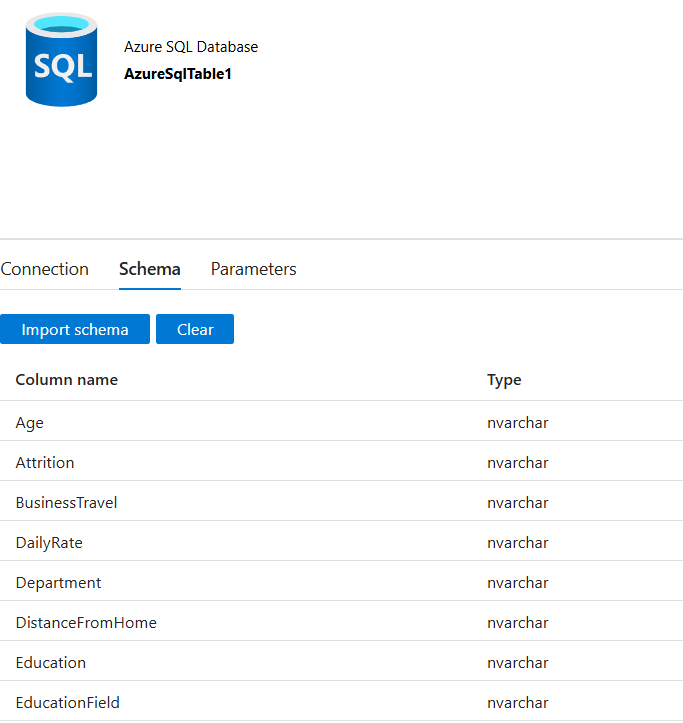 SQL
Azure SQL Database
AzureSqlTable1
Connection Schema Parameters
Import schema Clear
Column name Type
Age nvarchar
Attrition nvarchar
BusinessTravel nvarchar
DailyRate nvarchar
Department nvarchar
DistanceFromHome nvarchar
Education nvarchar
EducationField nvarchar